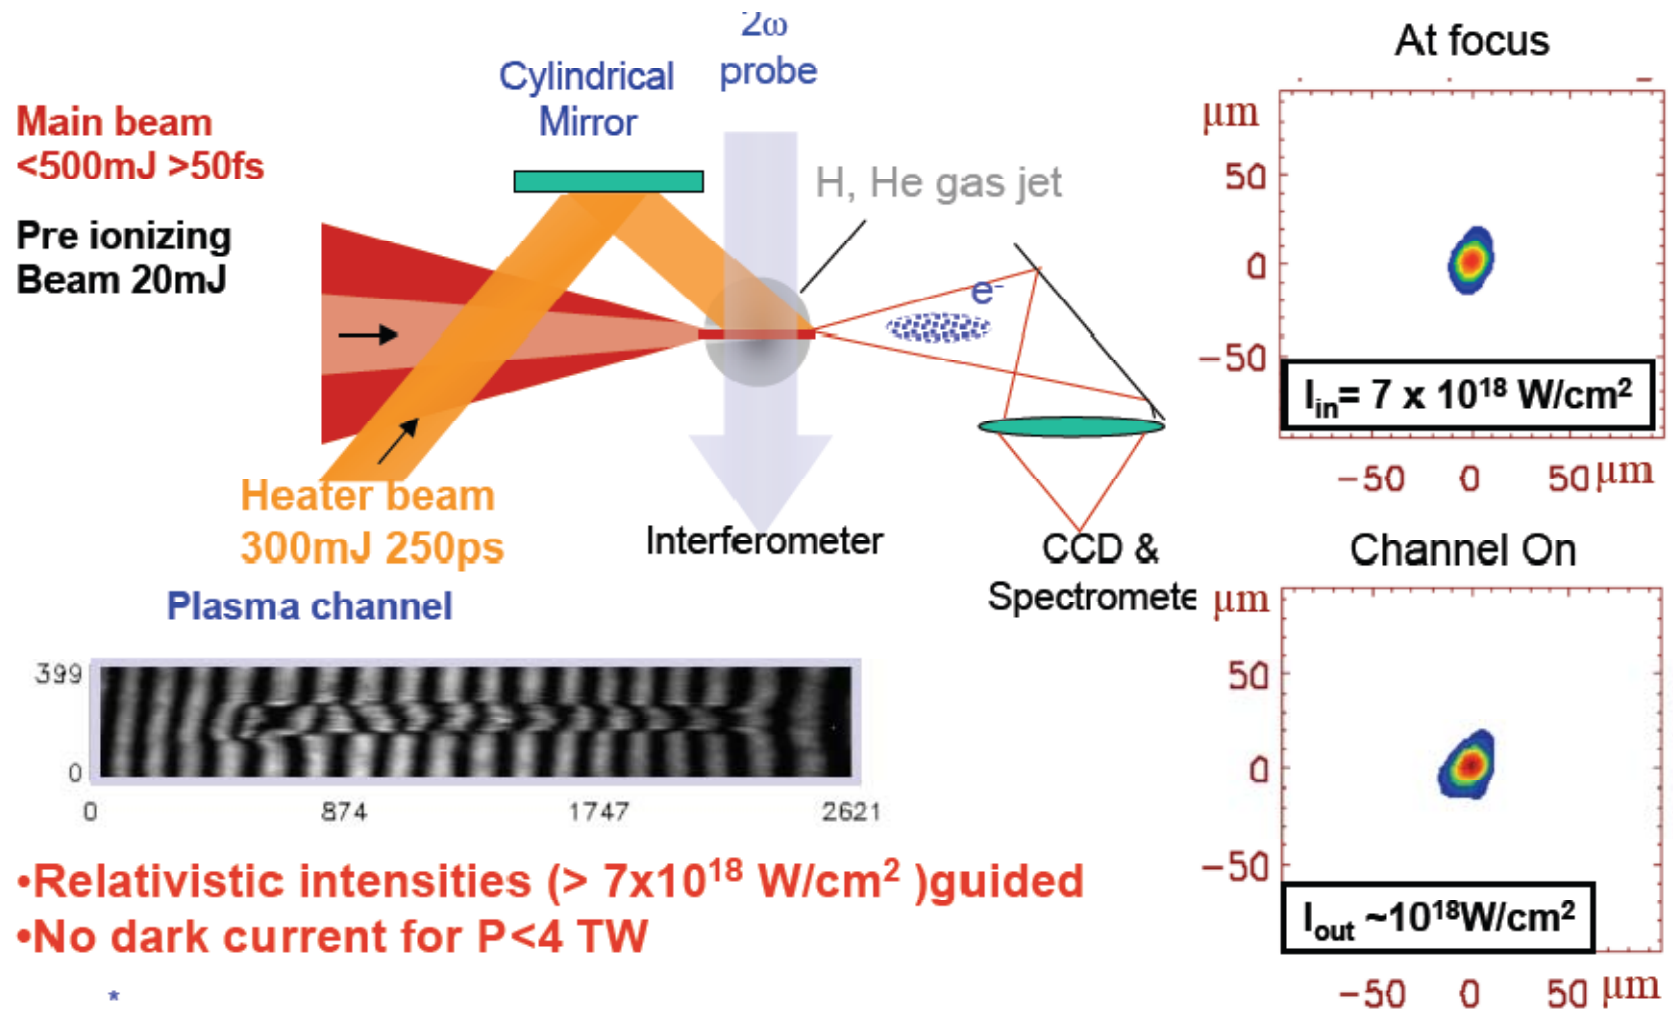 Main beam
<500mJ >50fs
Pre ionizing
Beam 20mJ
Cylindrical
Mirror
2ω
probe
H, He gas jet
e-
Heater beam
300mJ 250ps
Interferometer
CCD &
Spectromete
Plasma channel
399
0
0 874 1747 2621
•Relativistic intensities (> 7x10¹⁸ W/cm² )guided
•No dark current for P<4 TW
*
At focus
µm
50
0
-50
Iin= 7 x 10¹⁸ W/cm²
-50 0 50 µm
Channel On
µm
50
0
-50
Iout ~10¹⁸W/cm²
-50 0 50 µm